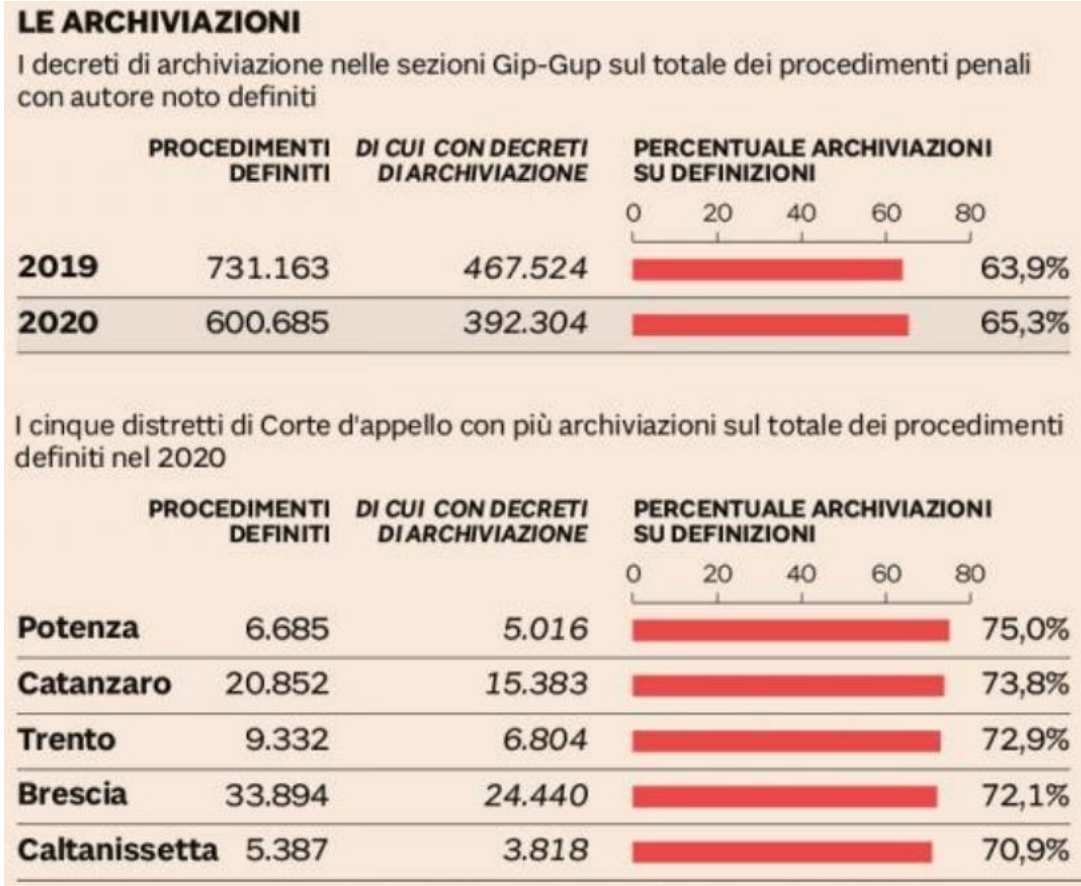 LE ARCHIVIAZIONI
I decreti di archiviazione nelle sezioni Gip-Gup sul totale dei procedimenti penali
con autore noto definiti
PROCEDIMENTI DI CUI CON DECRETI PERCENTUALE ARCHIVIAZIONI
DEFINITI DI ARCHIVIAZIONE SU DEFINIZIONI
0 20 40 60 80
2019 731.163 467.524 63,9%
2020 600.685 392.304 65,3%
I cinque distretti di Corte d'appello con più archiviazioni sul totale dei procedimenti
definiti nel 2020
PROCEDIMENTI DI CUI CON DECRETI PERCENTUALE ARCHIVIAZIONI
DEFINITI DI ARCHIVIAZIONE SU DEFINIZIONI
0 20 40 60 80
Potenza 6.685 5.016 75,0%
Catanzaro 20.852 15.383 73,8%
Trento 9.332 6.804 72,9%
Brescia 33.894 24.440 72,1%
Caltanissetta 5.387 3.818 70,9%